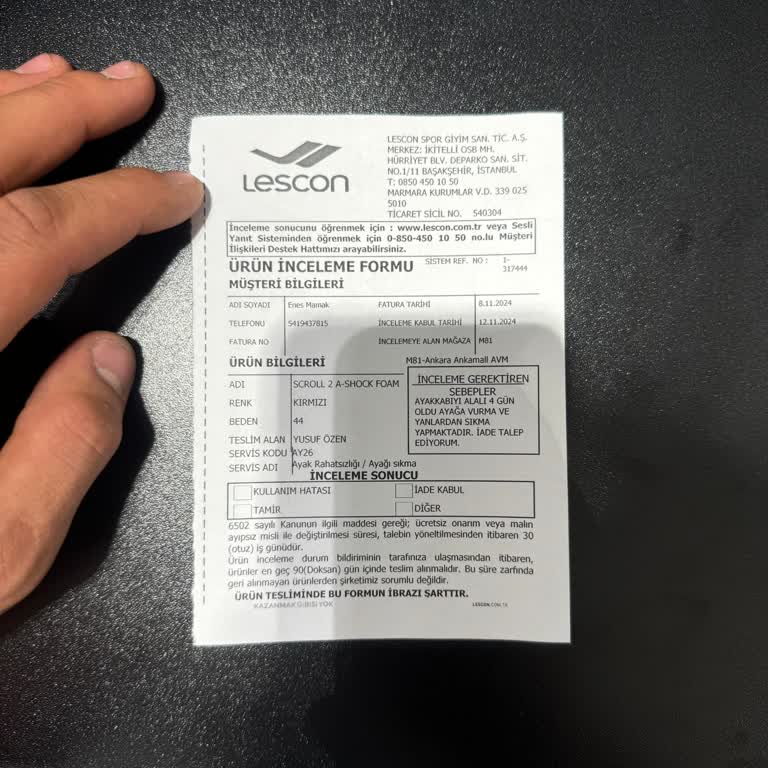 LESCON
LESCON SPOR GİYİM SAN. TİC. A.Ş.
MERKEZ: İKİTELLİ OSB MH.
HÜRRİYET BLV. DEPARKO SAN. SİT.
NO.1/11 BAŞAKŞEHİR, İSTANBUL
T: 0850 450 10 50
MARMARA KURUMLAR V.D. 339 025
5010
TİCARET SİCİL NO. 540304
İnceleme sonucunu öğrenmek için : www.lescon.com.tr veya Sesli
Yanıt Sisteminden öğrenmek için 0-850-450 10 50 no.lu Müşteri
İlişkileri Destek Hattımızı arayabilirsiniz.
ÜRÜN İNCELEME FORMU SİSTEM REF. NO : I-
317444
MÜŞTERİ BİLGİLERİ
ADI SOYADI Enes Mamak FATURA TARİHİ 8.11.2024
TELEFONU 5419437815 İNCELEME KABUL TARİHİ 12.11.2024
FATURA NO İNCELEMEYE ALAN MAĞAZA M81
ÜRÜN BİLGİLERİ M81-Ankara Ankamall AVM
ADI SCROLL 2 A-SHOCK FOAM
RENK KIRMIZI
BEDEN 44
TESLİM ALAN YUSUF ÖZEN
SERVİS KODU AY26
SERVİS ADI Ayak Rahatsızlığı / Ayağı sıkma
İNCELEME GEREKTİREN
SEBEPLER
AYAKKABIYI ALALI 4 GÜN
OLDU AYAĞA VURMA VE
YANLARDAN SIKMA
YAPMAKTADIR. İADE TALEP
EDİYORUM.
İNCELEME SONUCU
KULLANIM HATASI İADE KABUL
TAMİR DİĞER
6502 sayılı Kanunun ilgili maddesi gereği; ücretsiz onarım veya malın
ayıpsız misli ile değiştirilmesi süresi, talebin yöneltilmesinden itibaren 30
(otuz) iş günüdür.
Ürün inceleme durum bildiriminin tarafınıza ulaşmasından itibaren,
ürünler en geç 90(Doksan) gün içinde teslim alınmalıdır. Bu süre zarfında
geri alınmayan ürünlerden şirketimiz sorumlu değildir.
ÜRÜN TESLİMİNDE BU FORMUN İBRAZI ŞARTTIR.
KAZANMAK GİBİSİ YOK LESCON.COM.TR